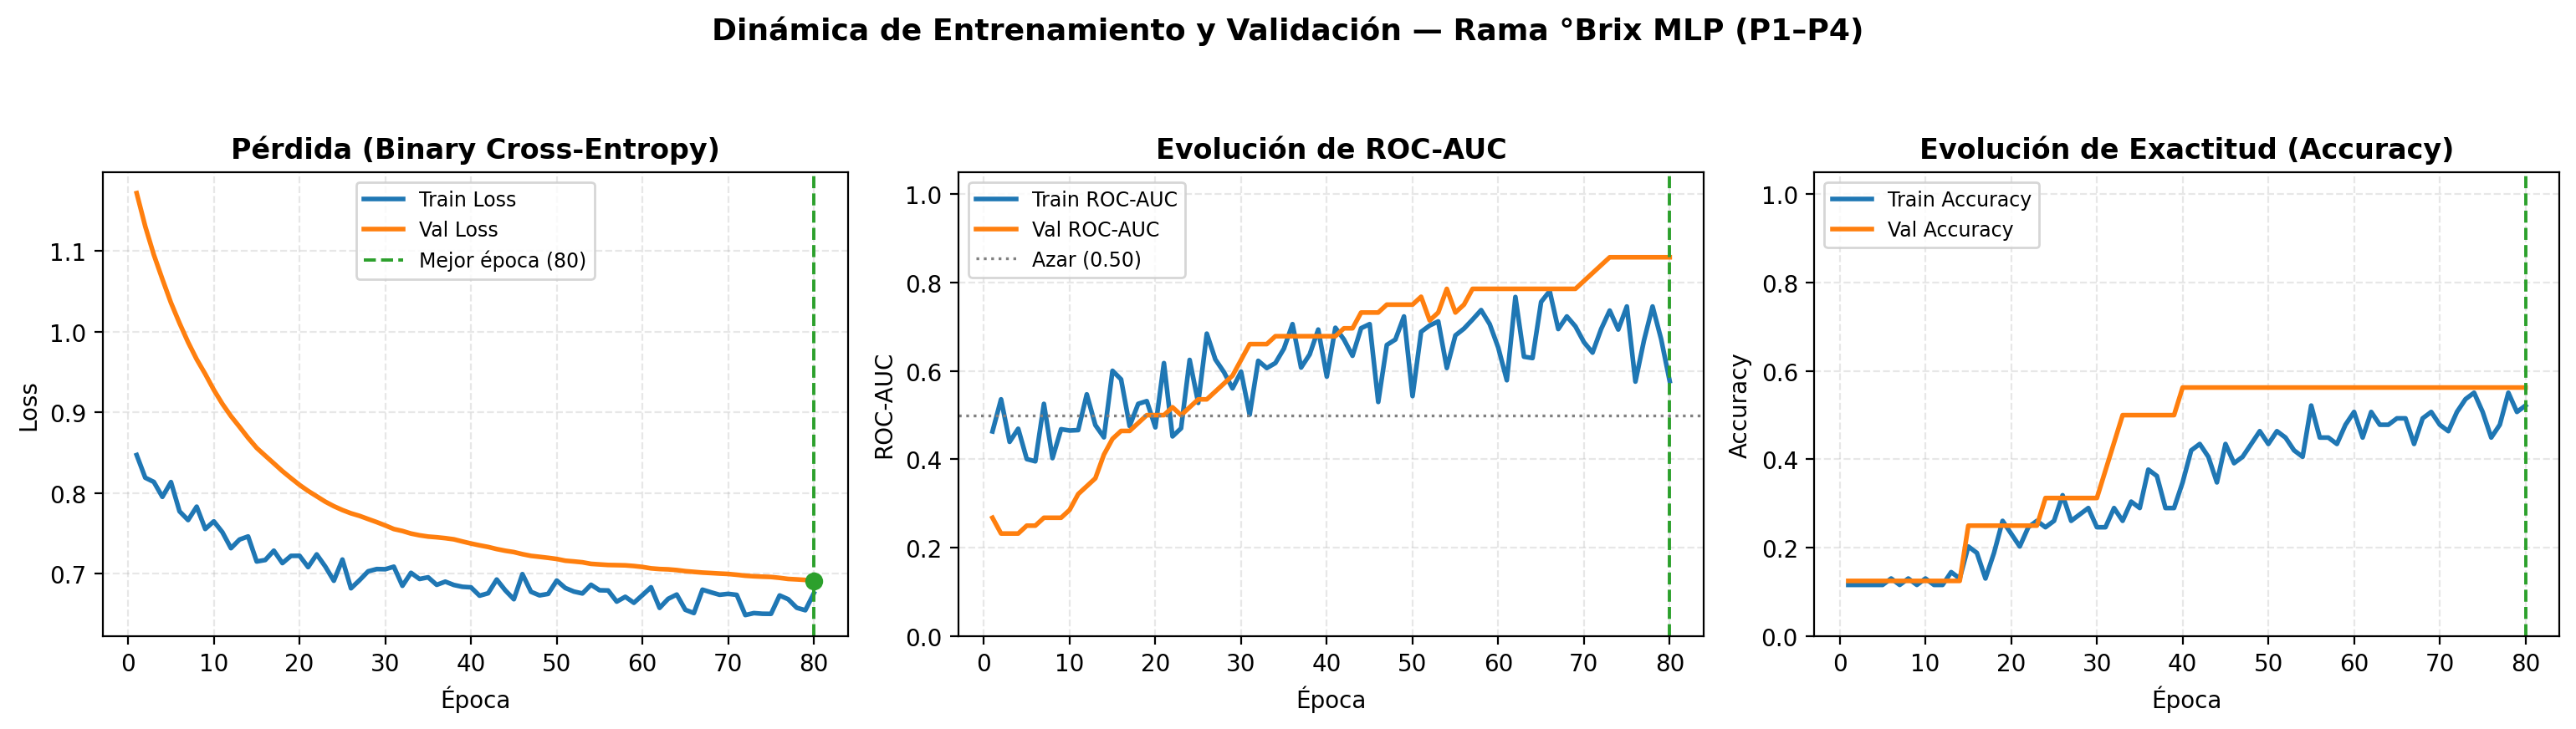 Dinámica de Entrenamiento y Validación — Rama °Brix MLP (P1–P4)
Pérdida (Binary Cross-Entropy)
Train Loss
Val Loss
Mejor época (80)
1.1
1.0
0.9
0.8
0.7
Loss
0 10 20 30 40 50 60 70 80
Época
Evolución de ROC-AUC
Train ROC-AUC
Val ROC-AUC
Azar (0.50)
1.0
0.8
0.6
0.4
0.2
0.0
ROC-AUC
0 10 20 30 40 50 60 70 80
Época
Evolución de Exactitud (Accuracy)
Train Accuracy
Val Accuracy
1.0
0.8
0.6
0.4
0.2
0.0
Accuracy
0 10 20 30 40 50 60 70 80
Época